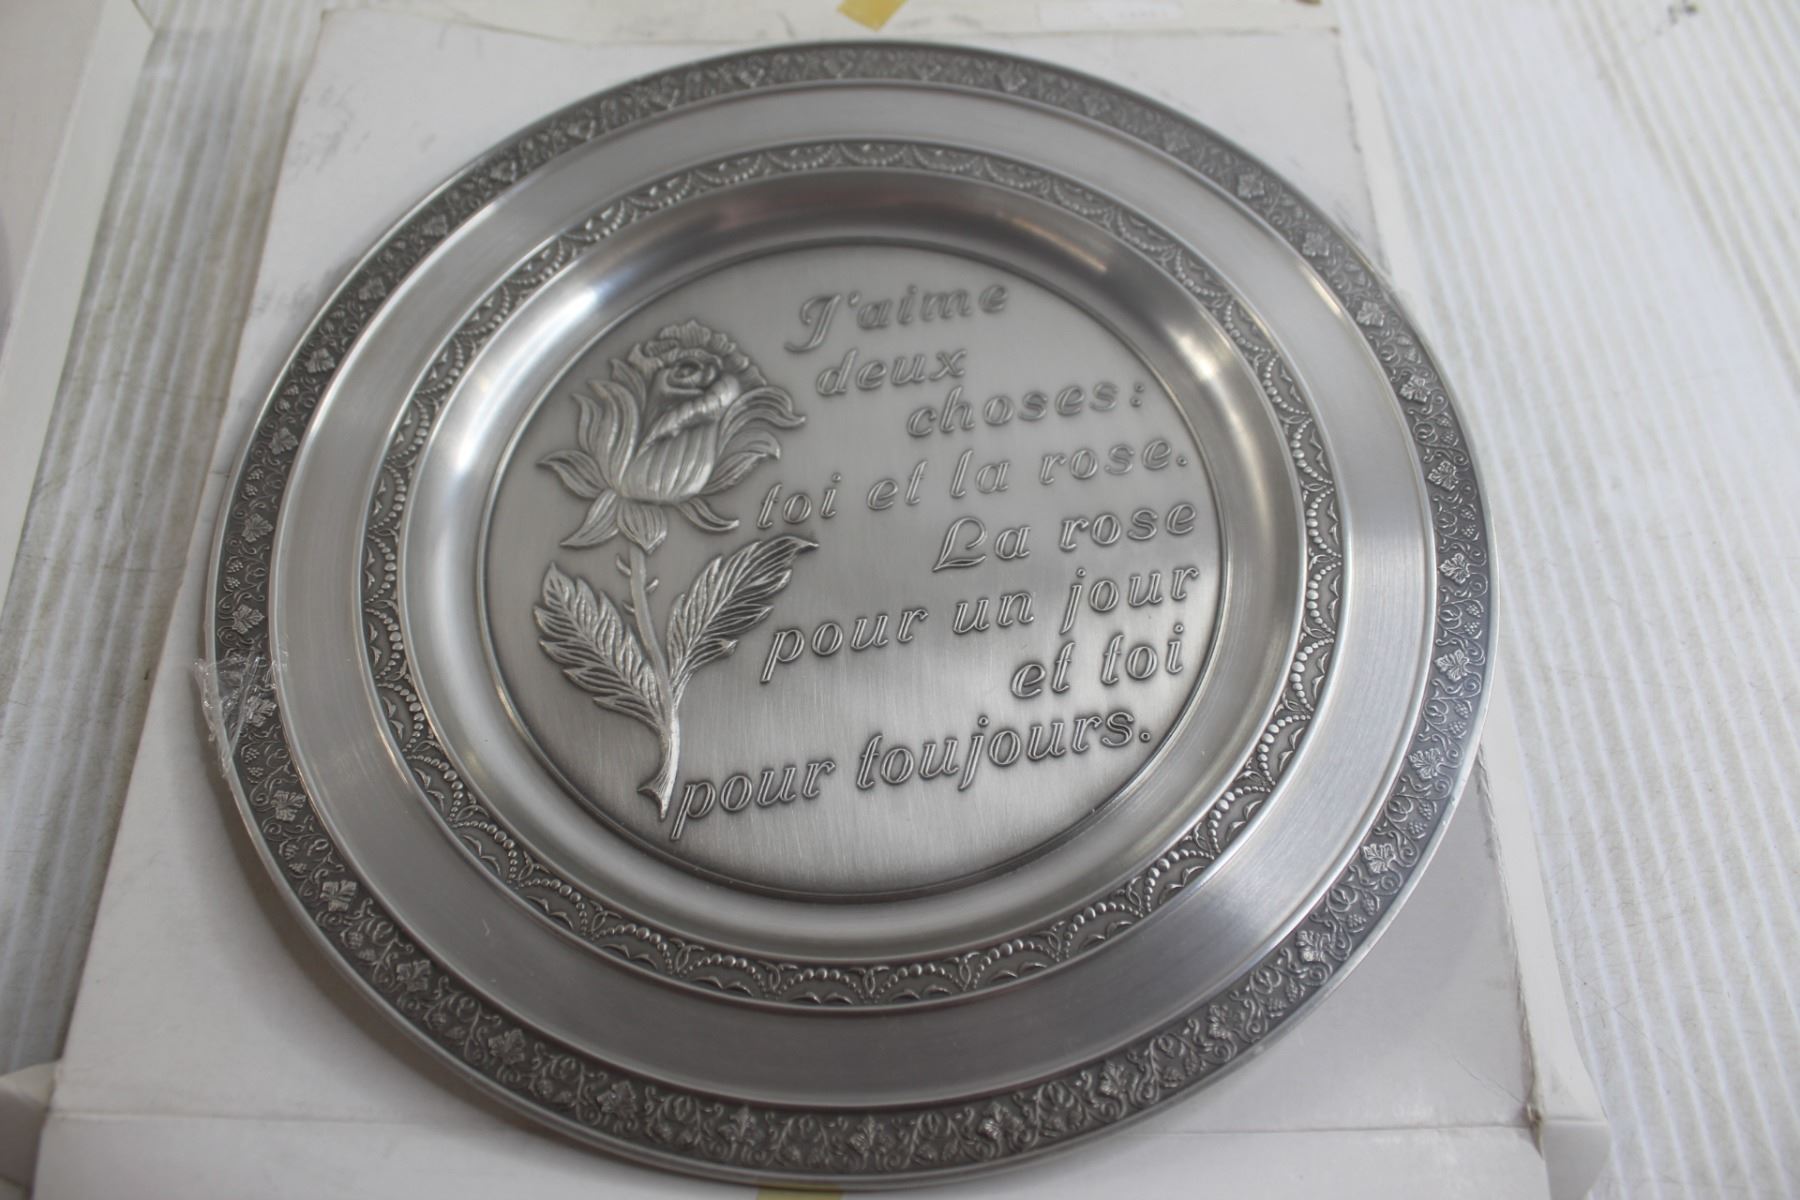 J'aime
deux
choses:
toi et la rose.
La rose
pour un jour
et toi
pour toujours.